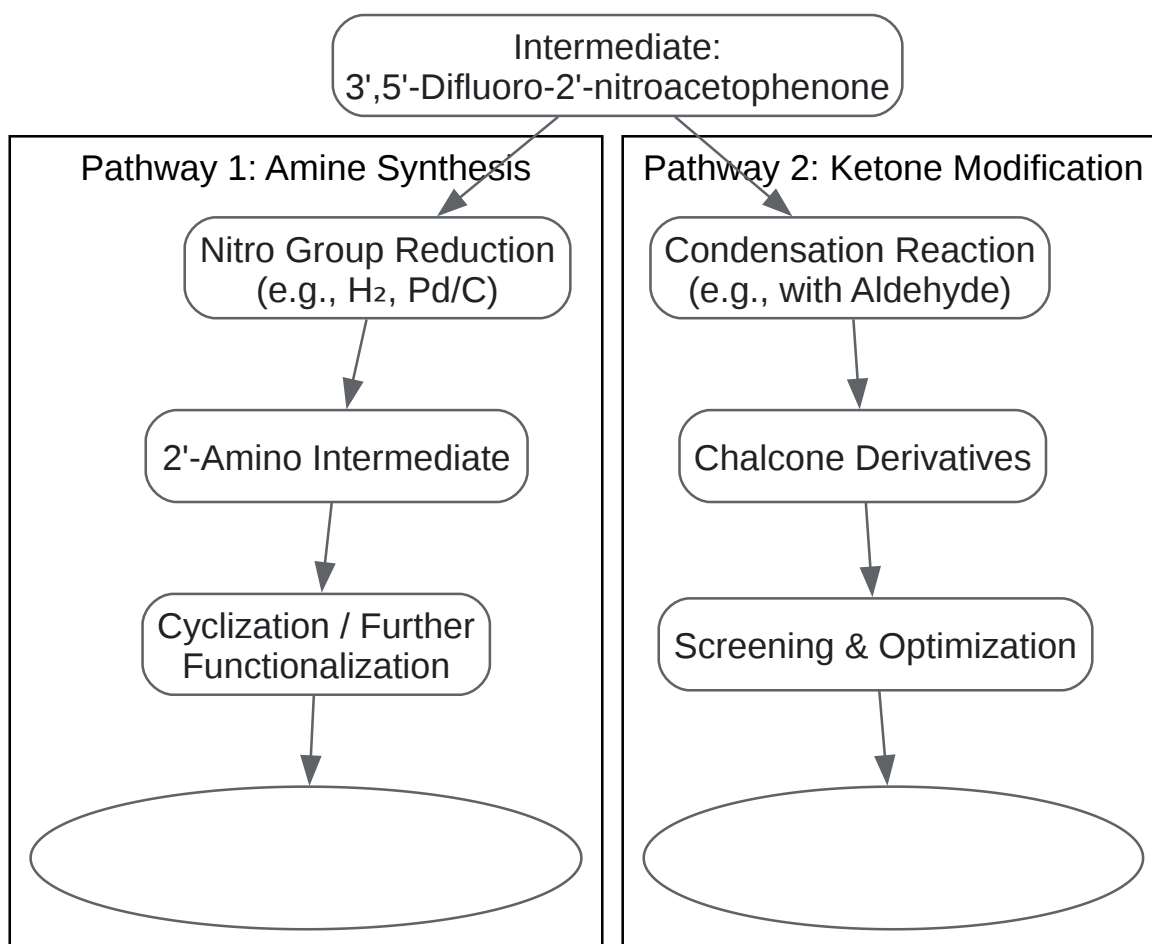 Intermediate:
3',5'-Difluoro-2'-nitroacetophenone
Pathway 1: Amine Synthesis
Nitro Group Reduction
(e.g., H₂, Pd/C)
2'-Amino Intermediate
Cyclization / Further
Functionalization
Pathway 2: Ketone Modification
Condensation Reaction
(e.g., with Aldehyde)
Chalcone Derivatives
Screening & Optimization